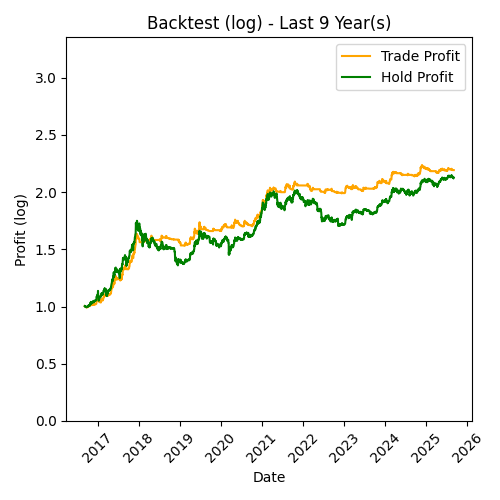 Backtest (log) - Last 9 Year(s)
Trade Profit
Hold Profit
Profit (log)
3.0
2.5
2.0
1.5
1.0
0.5
0.0
2017 2018 2019 2020 2021 2022 2023 2024 2025 2026
Date